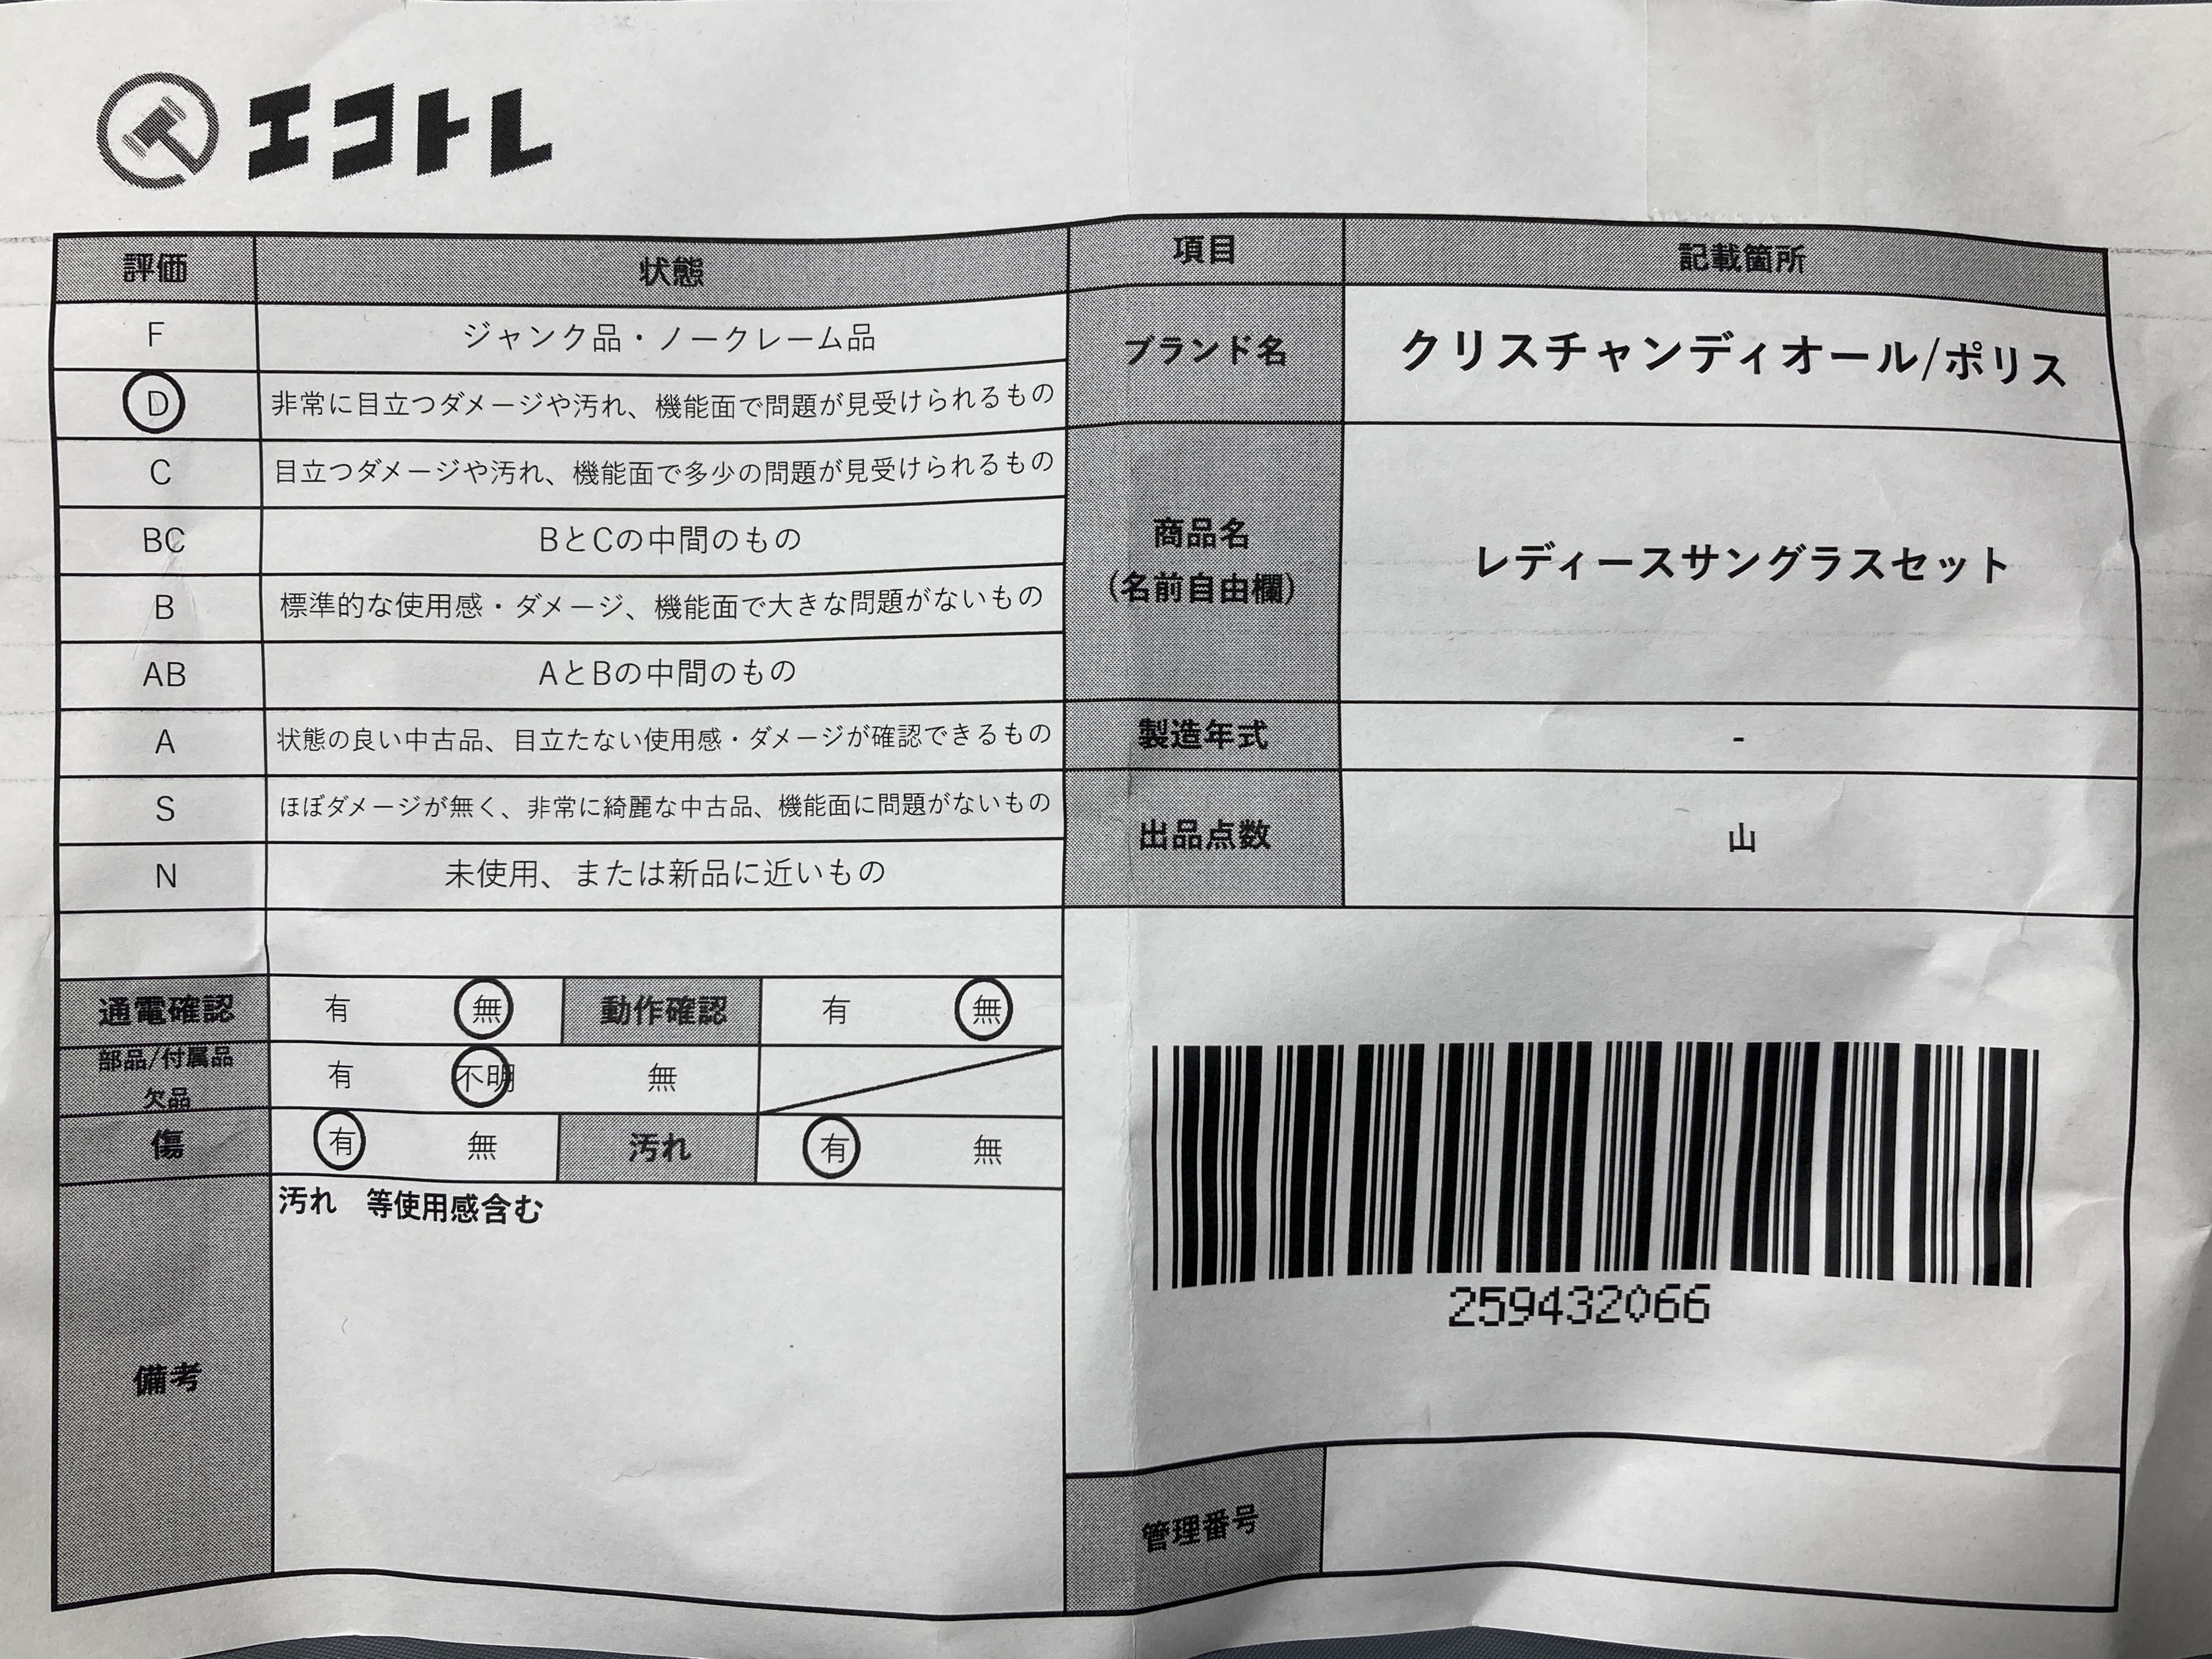 エコトレ
評価 状態
F ジャンク品・ノークレーム品
D 非常に目立つダメージや汚れ、機能面で問題が見受けられるもの
C 目立つダメージや汚れ、機能面で多少の問題が見受けられるもの
BC BとCの中間のもの
B 標準的な使用感・ダメージ、機能面で大きな問題がないもの
AB AとBの中間のもの
A 状態の良い中古品、目立たない使用感・ダメージが確認できるもの
S ほぼダメージが無く、非常に綺麗な中古品、機能面に問題がないもの
N 未使用、または新品に近いもの
通電確認 有 無 動作確認 有 無
部品/付属品
欠品
有 不明 無
傷 有 無 汚れ 有 無
備考
汚れ 等使用感含む
項目 記載箇所
ブランド名 クリスチャンディオール/ポリス
商品名
(名前自由欄)
レディースサングラスセット
製造年式 -
出品点数 山
259432066
管理番号